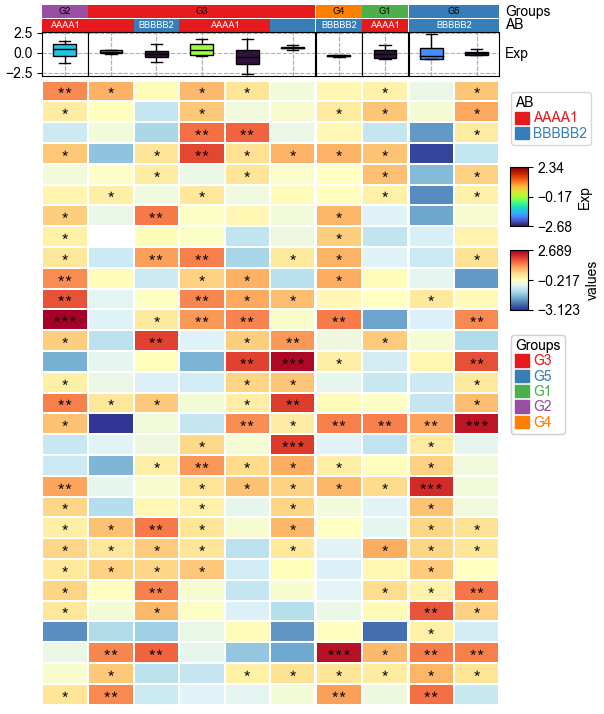 G2 G3 G4 G1 G5 Groups
AAAA1 BBBBB2 AAAA1 BBBBB2 AAAA1 BBBBB2 AB
2.5
0.0 Exp
−2.5
** * * * * *
* * * * *
** ** *
* * ** * * * *
* * * *
* * * *
* ** *
* *
* ** ** * * *
** * * *
** ** * * *
*** * ** ** ** **
* ** * ** *
** *** * **
* * * *
** * * * ** *
* ** * ** ** ** ***
* *** *
* ** * * * *
** * * * * * ***
* * * *
* * ** * * * *
* * * * * * * *
* * * * *
* ** * * **
* * ** *
*
** ** *** * ** **
* * * * * * *
* ** ** **
AB
AAAA1
BBBBB2
2.34
−0.17
−2.68
Exp
2.689
−0.217
−3.123
values
Groups
G3
G5
G1
G2
G4